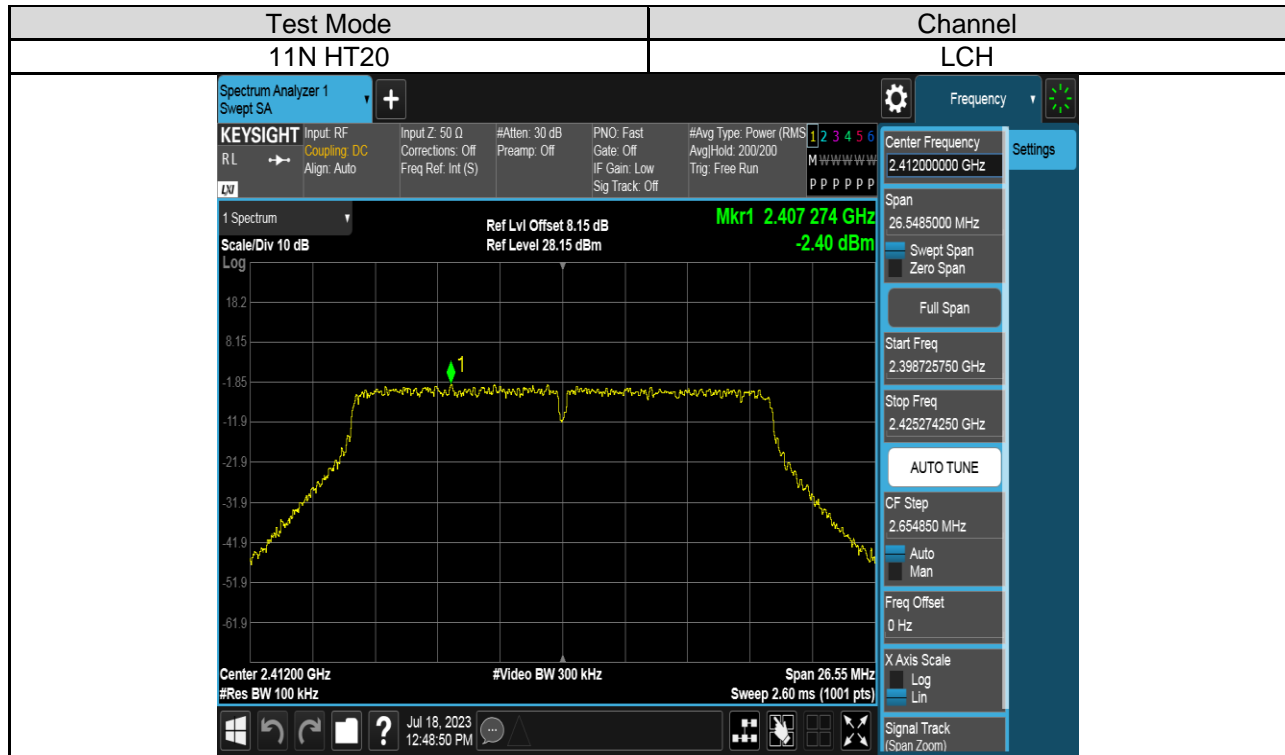 Test Mode Channel
11N HT20 LCH
Spectrum Analyzer 1
Swept SA
+
Frequency
KEYSIGHT Input: RF Input Z: 50 Ω #Atten: 30 dB PNO: Fast #Avg Type: Power (RMS 1 2 3 4 5 6
RL Coupling: DC Corrections: Off Preamp: Off Gate: Off Avg|Hold: 200/200 M W W W W W
Align: Auto Freq Ref: Int (S) IF Gain: Low Trig: Free Run
LXI Sig Track: Off P P P P P P
1 Spectrum Ref Lvl Offset 8.15 dB Mkr1 2.407 274 GHz
Scale/Div 10 dB Ref Level 28.15 dBm -2.40 dBm
Log
18.2
8.15
1
-1.85
-11.9
-21.9
-31.9
-41.9
-51.9
-61.9
Center 2.41200 GHz #Video BW 300 kHz Span 26.55 MHz
#Res BW 100 kHz Sweep 2.60 ms (1001 pts)
? Jul 18, 2023
12:48:50 PM
Center Frequency
2.412000000 GHz
Settings
Span
26.5485000 MHz
Swept Span
Zero Span
Full Span
Start Freq
2.398725750 GHz
Stop Freq
2.425274250 GHz
AUTO TUNE
CF Step
2.654850 MHz
Auto
Man
Freq Offset
0 Hz
X Axis Scale
Log
Lin
Signal Track
(Span Zoom)